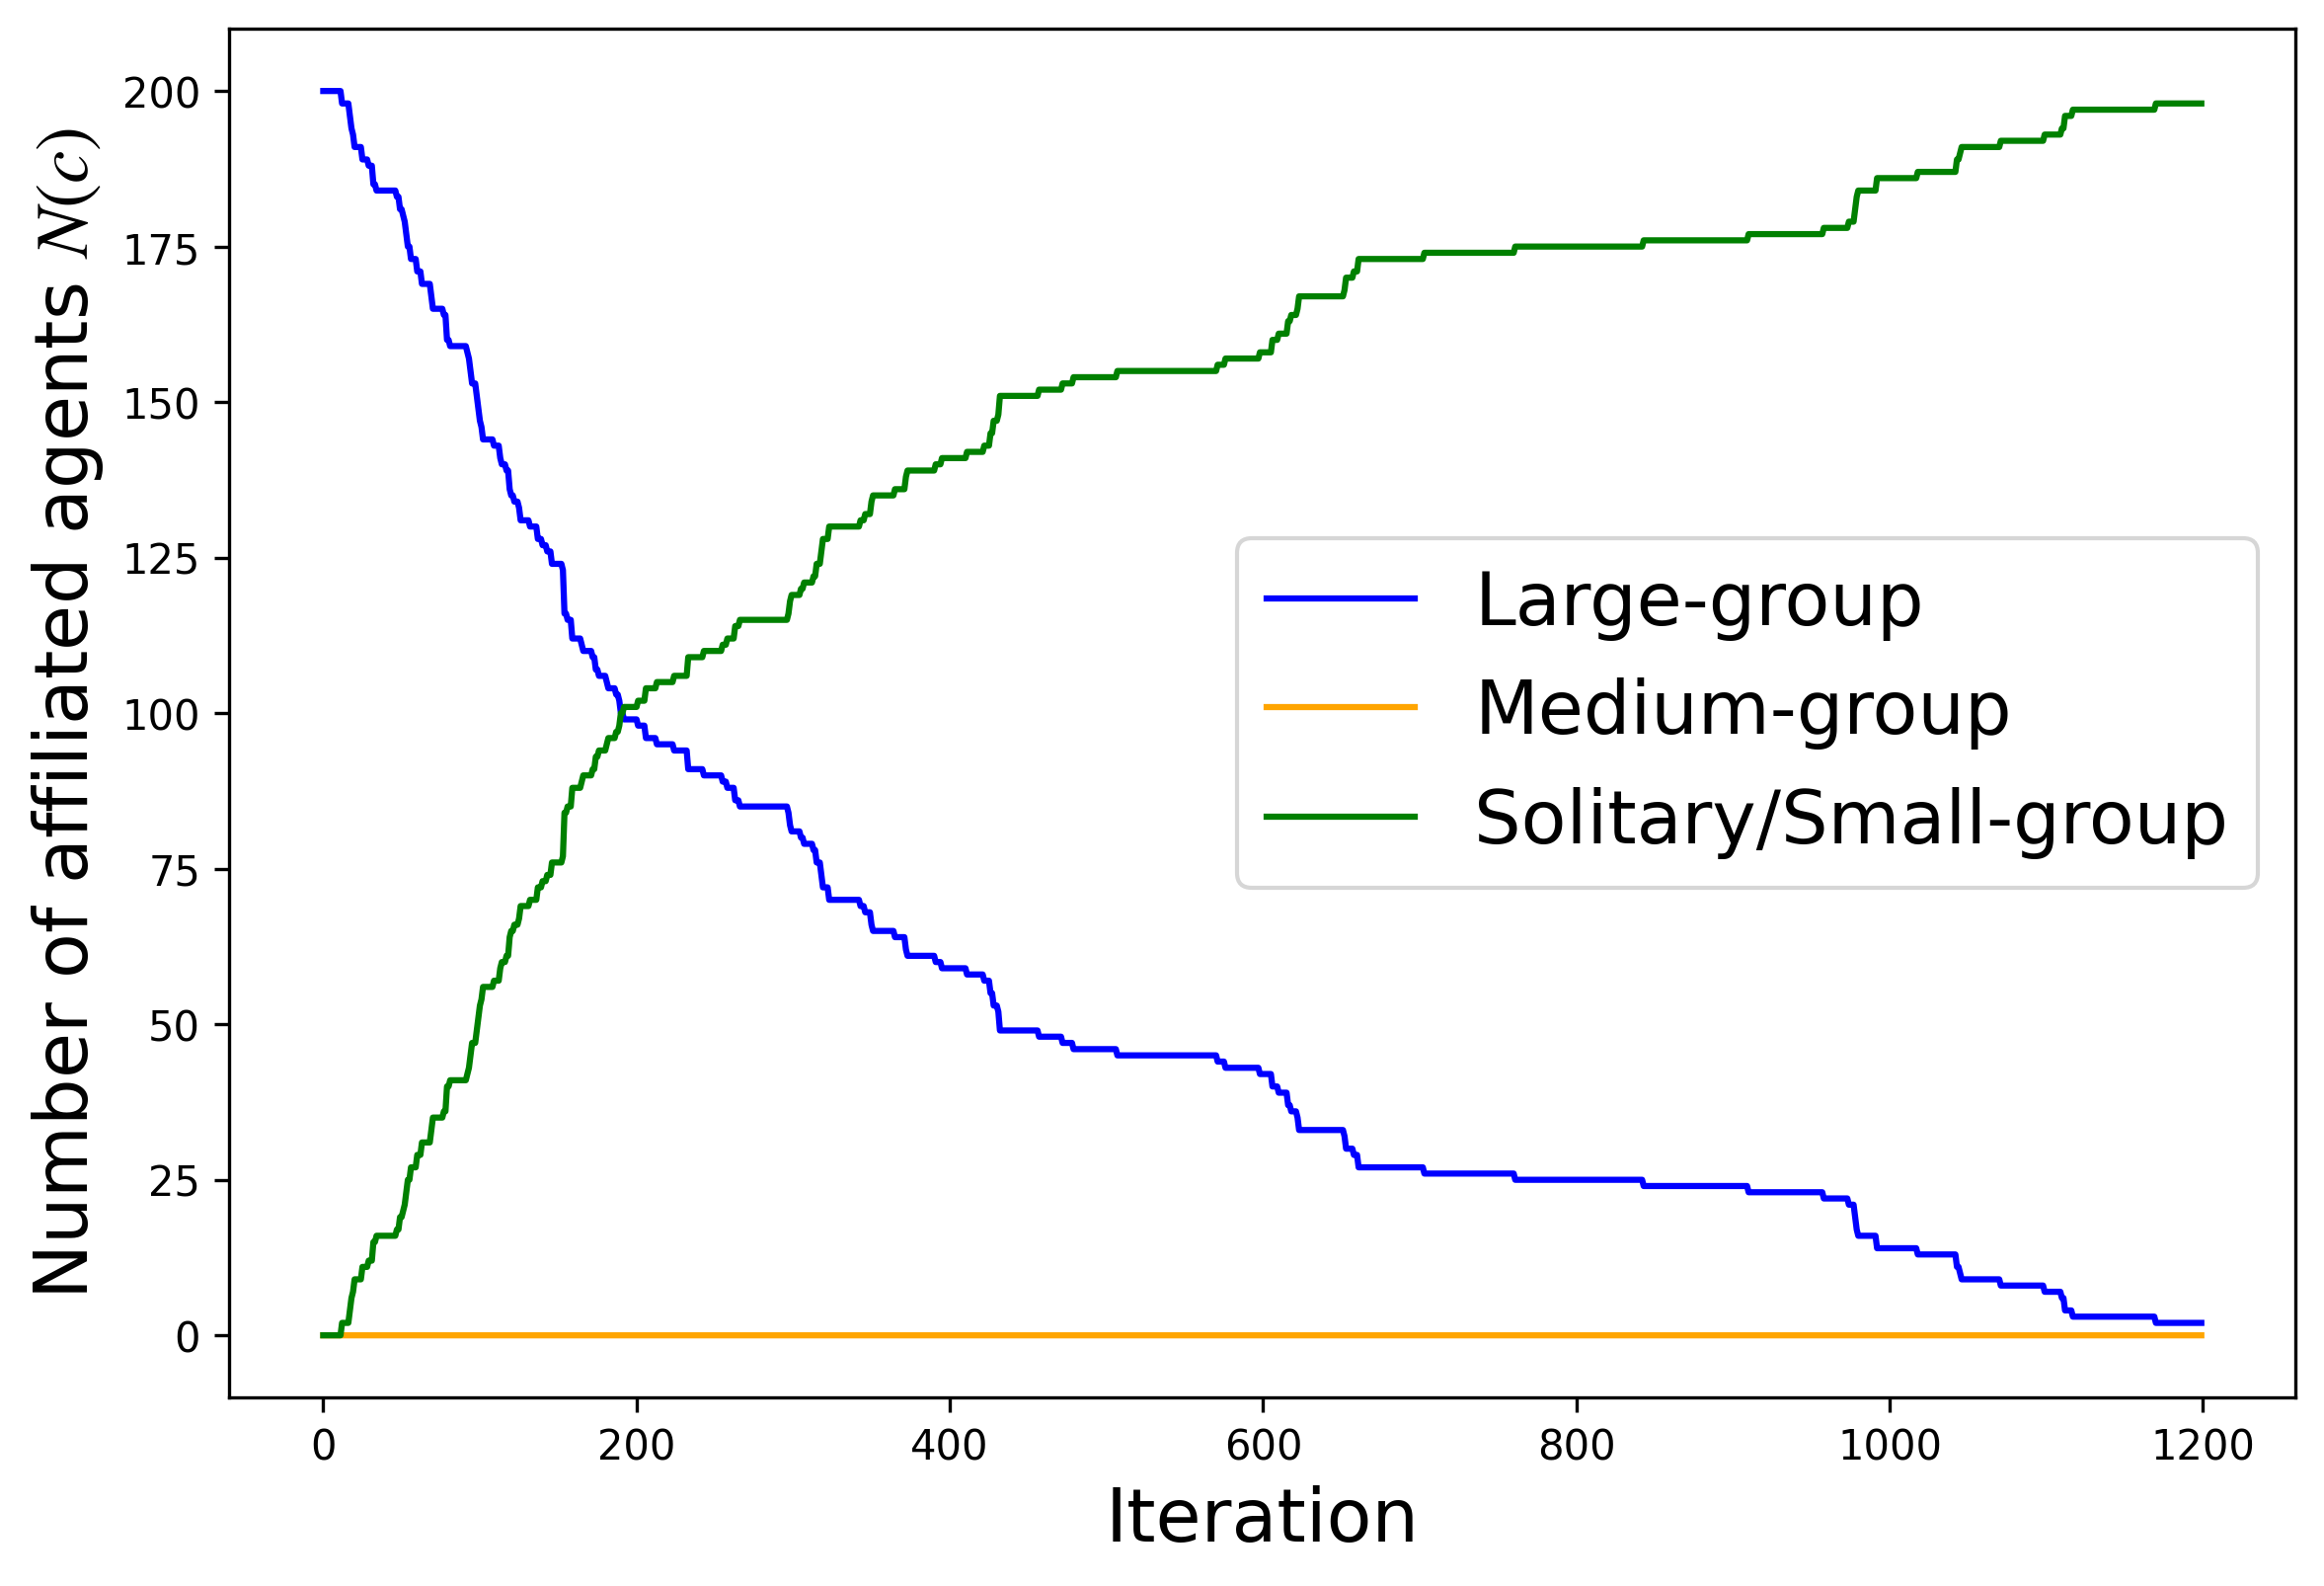 Number of affiliated agents N(c)
200
175
150
125
100
75
50
25
0
Large-group
Medium-group
Solitary/Small-group
0 200 400 600 800 1000 1200
Iteration